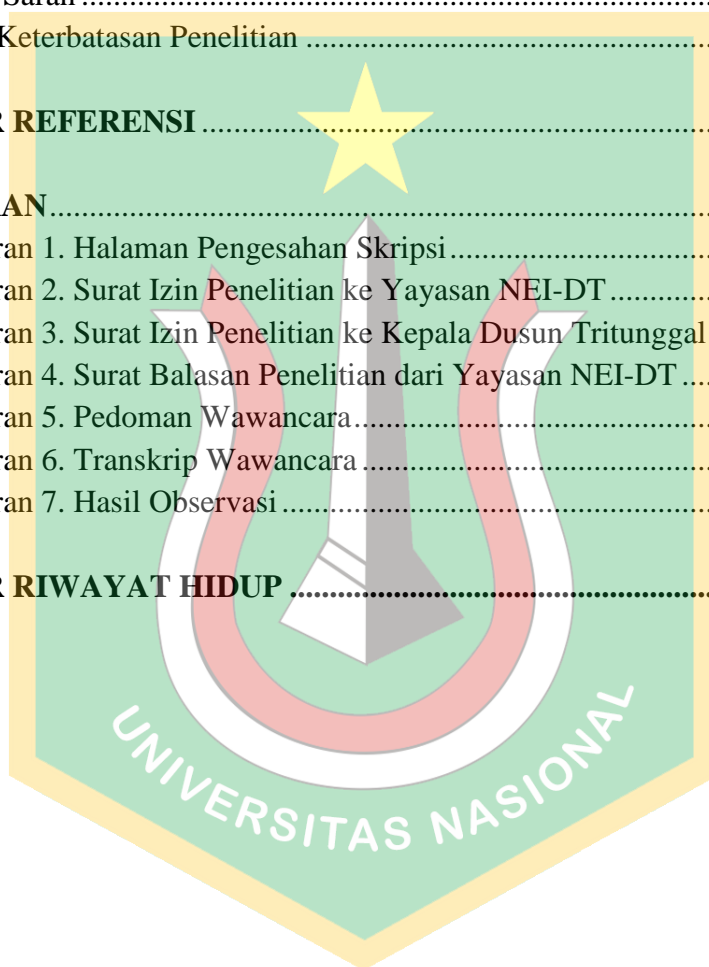 Saran ..........
Keterbatasan Penelitian ..........
R REFERENSI ..........
AN..........
ran 1. Halaman Pengesahan Skripsi ..........
ran 2. Surat Izin Penelitian ke Yayasan NEI-DT ..........
ran 3. Surat Izin Penelitian ke Kepala Dusun Tritunggal
ran 4. Surat Balasan Penelitian dari Yayasan NEI-DT ....
ran 5. Pedoman Wawancara ..........
ran 6. Transkrip Wawancara ..........
ran 7. Hasil Observasi ..........
R RIWAYAT HIDUP ..........
UNIVERSITAS NASIONAL